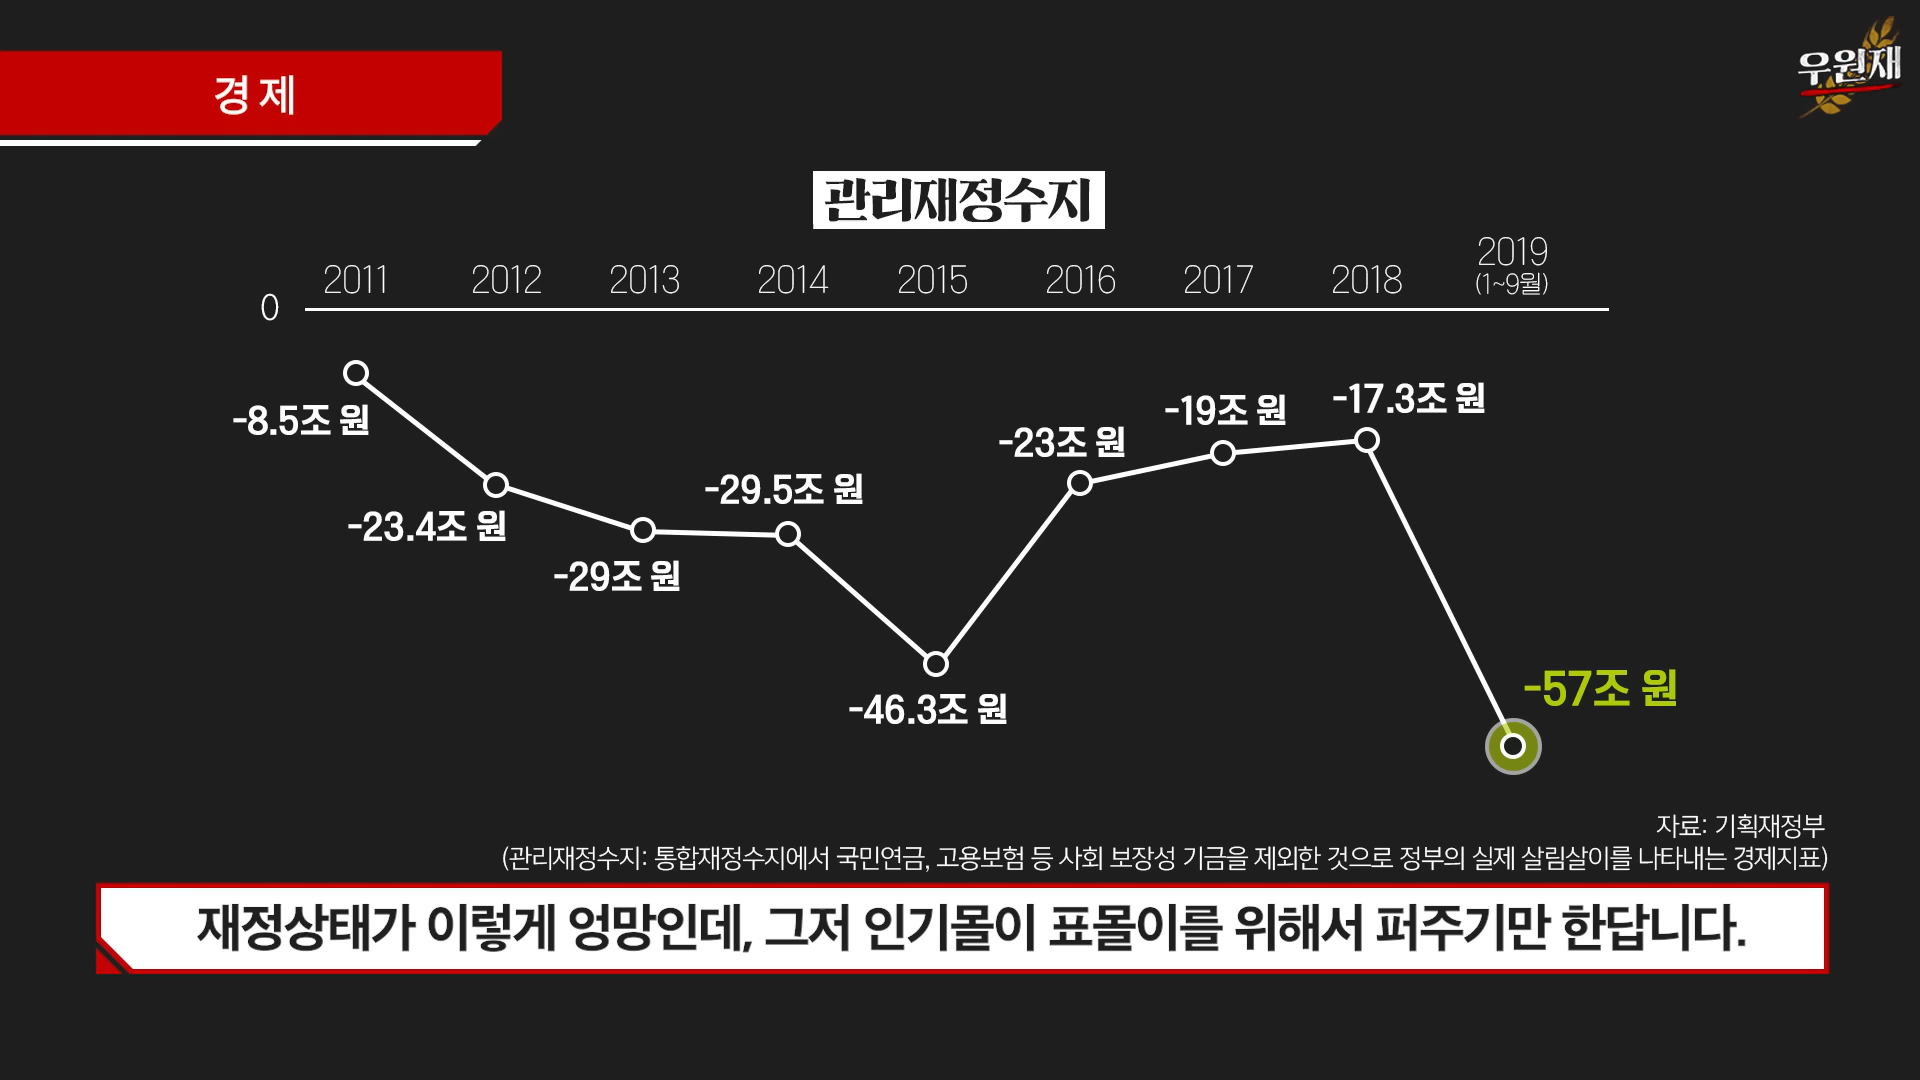 경제
우원재
관리재정수지
2011 2012 2013 2014 2015 2016 2017 2018 2019
(1~9월)
0
-8.5조 원
-23.4조 원
-29조 원
-29.5조 원
-46.3조 원
-23조 원
-19조 원
-17.3조 원
-57조 원
자료: 기획재정부
(관리재정수지: 통합재정수지에서 국민연금, 고용보험 등 사회 보장성 기금을 제외한 것으로 정부의 실제 살림살이를 나타내는 경제지표)
재정상태가 이렇게 엉망인데, 그저 인기몰이 표몰이를 위해서 퍼주기만 한답니다.